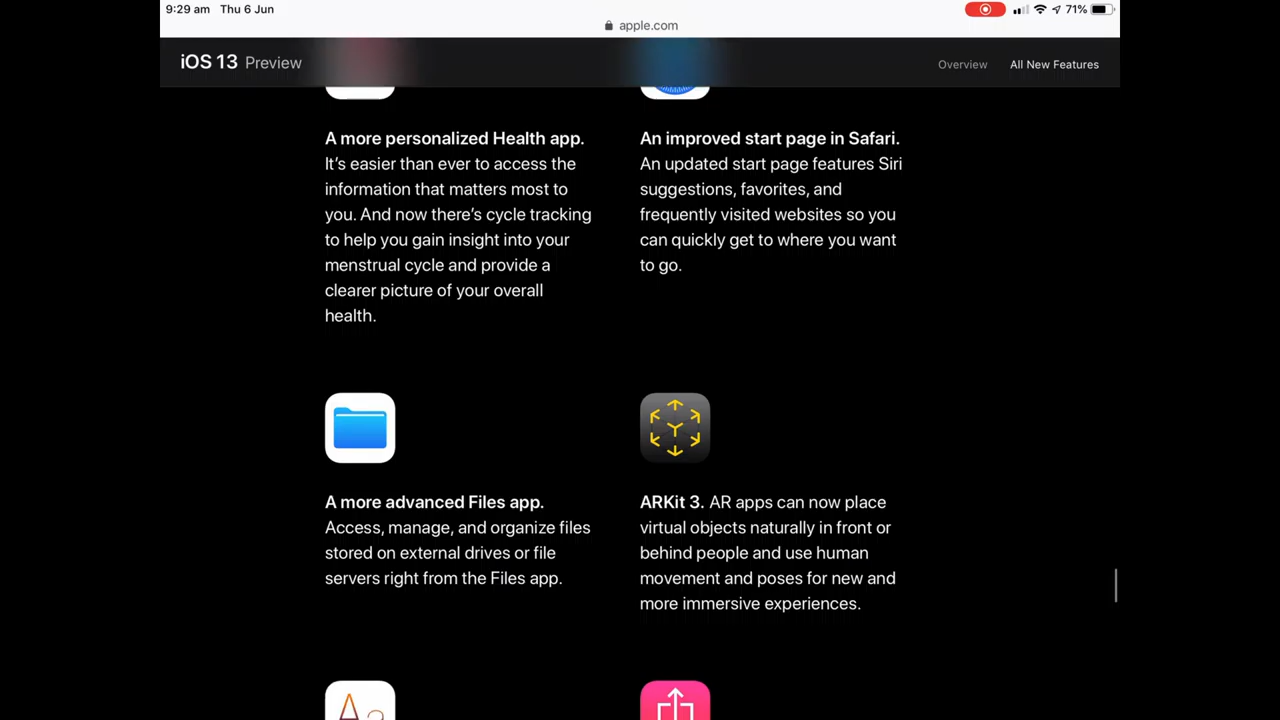 9:29 am Thu 6 Jun
71%
apple.com
iOS 13 Preview
Overview
All New Features
A more personalized Health app.
It’s easier than ever to access the
information that matters most to
you. And now there’s cycle tracking
to help you gain insight into your
menstrual cycle and provide a
clearer picture of your overall
health.
An improved start page in Safari.
An updated start page features Siri
suggestions, favorites, and
frequently visited websites so you
can quickly get to where you want
to go.
A more advanced Files app.
Access, manage, and organize files
stored on external drives or file
servers right from the Files app.
ARKit 3. AR apps can now place
virtual objects naturally in front or
behind people and use human
movement and poses for new and
more immersive experiences.